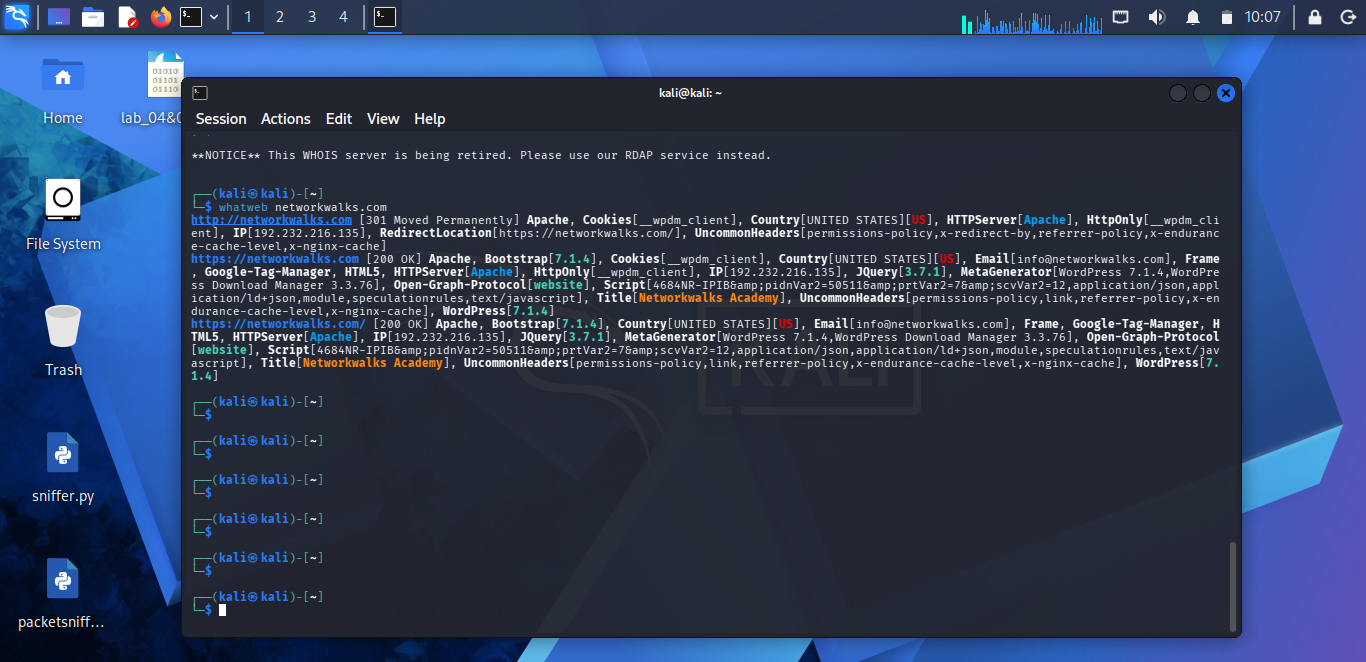 1 2 3 4
10:07
Home
lab_04&0
File System
Trash
sniffer.py
packetsniff...
kali@kali: ~
Session Actions Edit View Help
**NOTICE** This WHOIS server is being retired. Please use our RDAP service instead.
┌──(kali㉿kali)-[~]
└─$ whatweb networkwalks.com
http://networkwalks.com [301 Moved Permanently] Apache, Cookies[__wpdm_client], Country[UNITED STATES][US], HTTPServer[Apache], HttpOnly[__wpdm_cli
ent], IP[192.232.216.135], RedirectLocation[https://networkwalks.com/], UncommonHeaders[permissions-policy,x-redirect-by,referrer-policy,x-enduranc
e-cache-level,x-nginx-cache]
https://networkwalks.com [200 OK] Apache, Bootstrap[7.1.4], Cookies[__wpdm_client], Country[UNITED STATES][US], Email[info@networkwalks.com], Frame
, Google-Tag-Manager, HTML5, HTTPServer[Apache], HttpOnly[__wpdm_client], IP[192.232.216.135], JQuery[3.7.1], MetaGenerator[WordPress 7.1.4,WordPre
ss Download Manager 3.3.76], Open-Graph-Protocol[website], Script[4684NR-IPIB&amp;pidnVar2=50511&amp;prtVar2=7&amp;scvVar2=12,application/json,appl
ication/ld+json,module,speculationrules,text/javascript], Title[Networkwalks Academy], UncommonHeaders[permissions-policy,link,referrer-policy,x-en
durance-cache-level,x-nginx-cache], WordPress[7.1.4]
https://networkwalks.com/ [200 OK] Apache, Bootstrap[7.1.4], Country[UNITED STATES][US], Email[info@networkwalks.com], Frame, Google-Tag-Manager, H
TML5, HTTPServer[Apache], IP[192.232.216.135], JQuery[3.7.1], MetaGenerator[WordPress 7.1.4,WordPress Download Manager 3.3.76], Open-Graph-Protocol
[website], Script[4684NR-IPIB&amp;pidnVar2=50511&amp;prtVar2=7&amp;scvVar2=12,application/json,application/ld+json,module,speculationrules,text/jav
ascript], Title[Networkwalks Academy], UncommonHeaders[permissions-policy,link,referrer-policy,x-endurance-cache-level,x-nginx-cache], WordPress[7.
1.4]
┌──(kali㉿kali)-[~]
└─$
┌──(kali㉿kali)-[~]
└─$
┌──(kali㉿kali)-[~]
└─$
┌──(kali㉿kali)-[~]
└─$
┌──(kali㉿kali)-[~]
└─$
┌──(kali㉿kali)-[~]
└─$